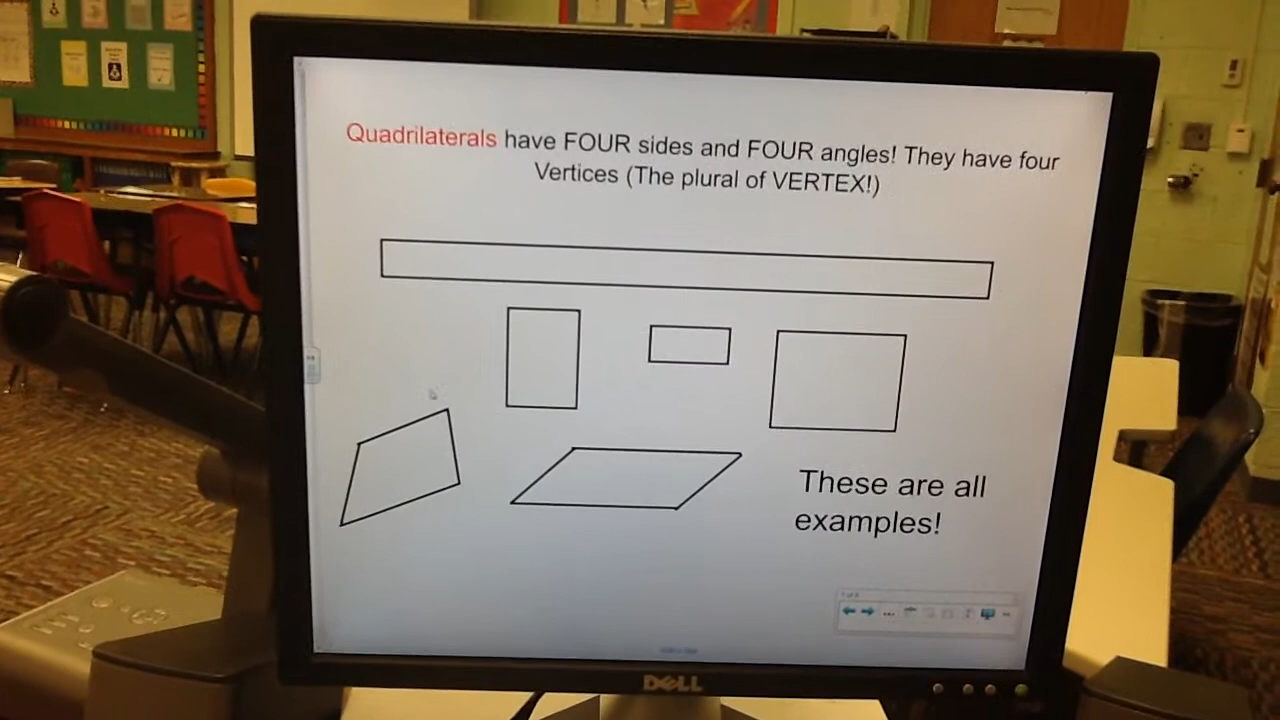 Quadrilaterals have FOUR sides and FOUR angles! They have four
Vertices (The plural of VERTEX!)
These are all
examples!
DELL